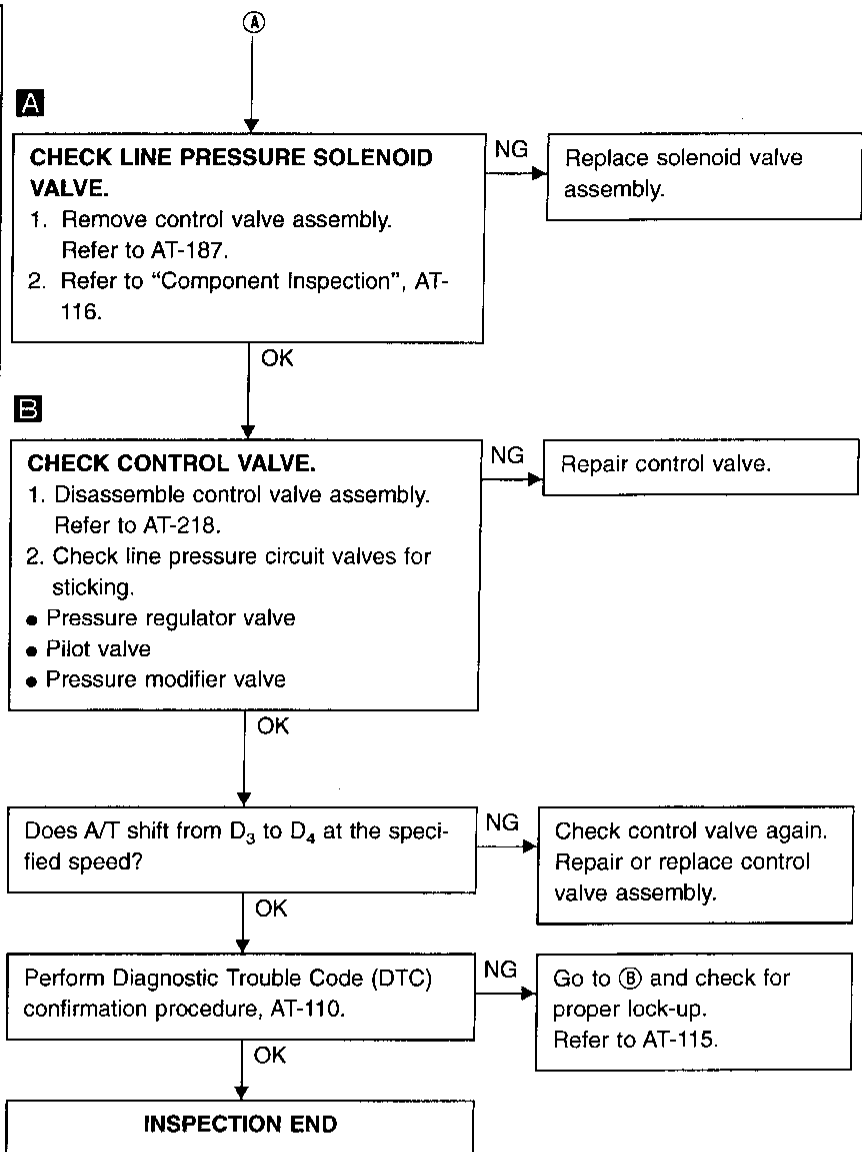 Ⓐ
A
CHECK LINE PRESSURE SOLENOID
VALVE.
1. Remove control valve assembly.
Refer to AT-187.
2. Refer to “Component Inspection”, AT-
116.
NG
Replace solenoid valve
assembly.
OK
B
CHECK CONTROL VALVE.
1. Disassemble control valve assembly.
Refer to AT-218.
2. Check line pressure circuit valves for
sticking.
● Pressure regulator valve
● Pilot valve
● Pressure modifier valve
NG
Repair control valve.
OK
Does A/T shift from D₃ to D₄ at the speci-
fied speed?
NG
Check control valve again.
Repair or replace control
valve assembly.
OK
Perform Diagnostic Trouble Code (DTC)
confirmation procedure, AT-110.
NG
Go to Ⓑ and check for
proper lock-up.
Refer to AT-115.
OK
INSPECTION END